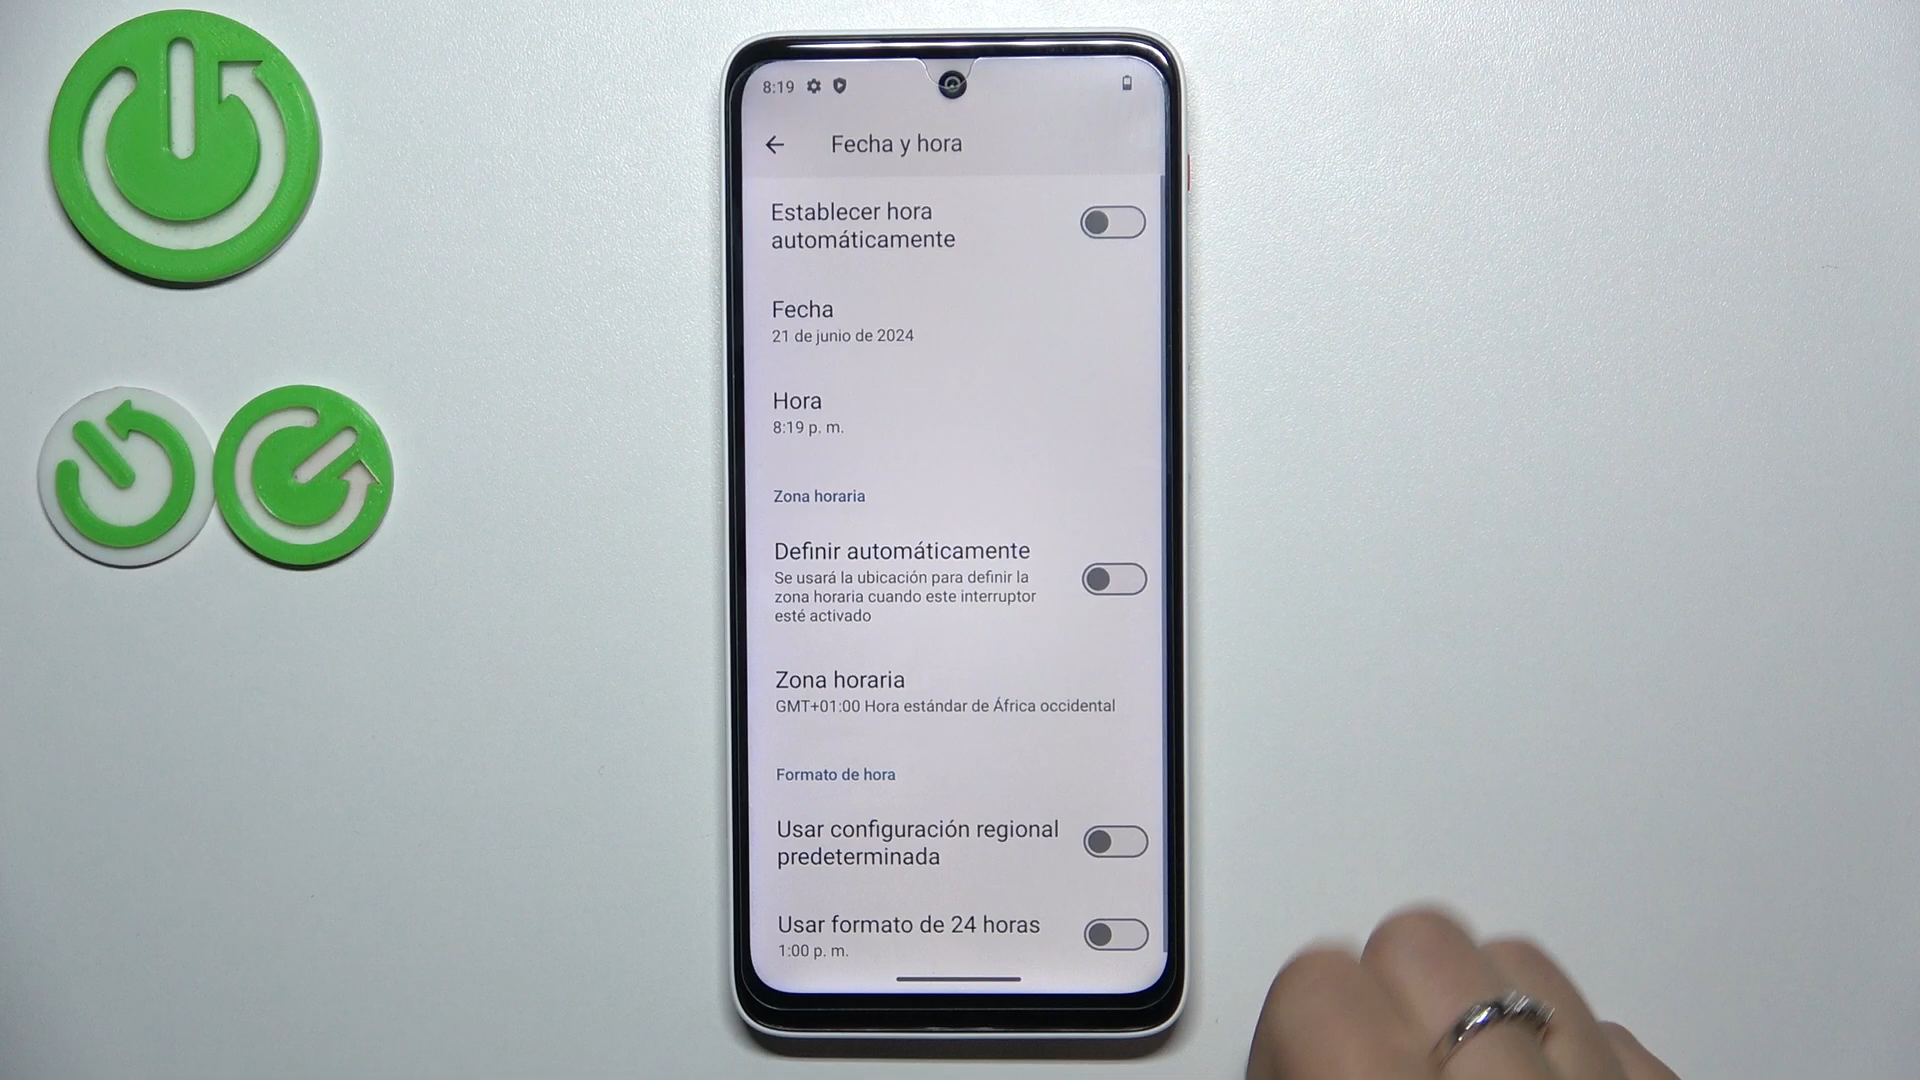 8:19
Fecha y hora
Establecer hora
automáticamente
Fecha
21 de junio de 2024
Hora
8:19 p. m.
Zona horaria
Definir automáticamente
Se usará la ubicación para definir la
zona horaria cuando este interruptor
esté activado
Zona horaria
GMT+01:00 Hora estándar de África occidental
Formato de hora
Usar configuración regional
predeterminada
Usar formato de 24 horas
1:00 p. m.